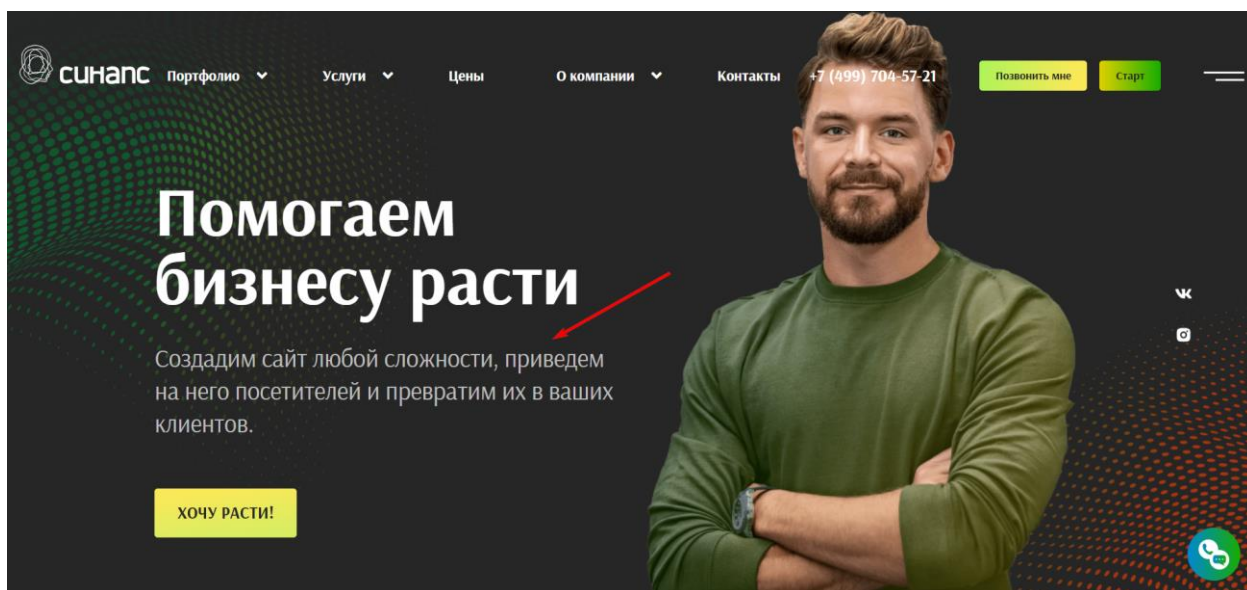 синапс Портфолио Услуги Цены О компании Контакты +7 (499) 704-57-21 Позвонить мне Старт
Помогаем
бизнесу расти
Создадим сайт любой сложности, приведем
на него посетителей и превратим их в ваших
клиентов.
ХОЧУ РАСТИ!